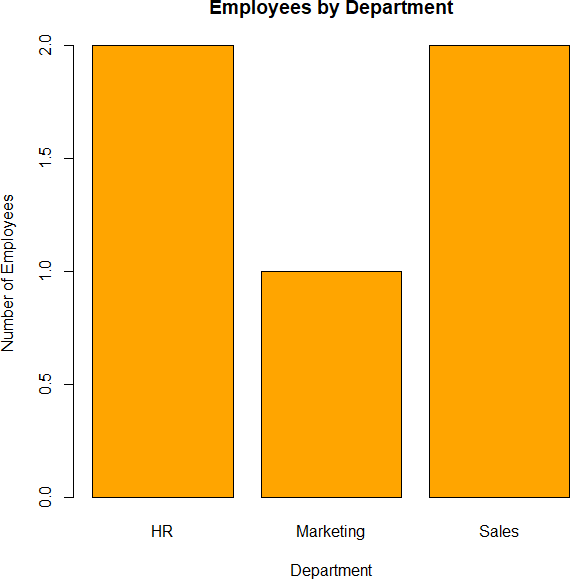 Employees by Department
Number of Employees
2.0
1.5
1.0
0.5
0.0
HR Marketing Sales
Department